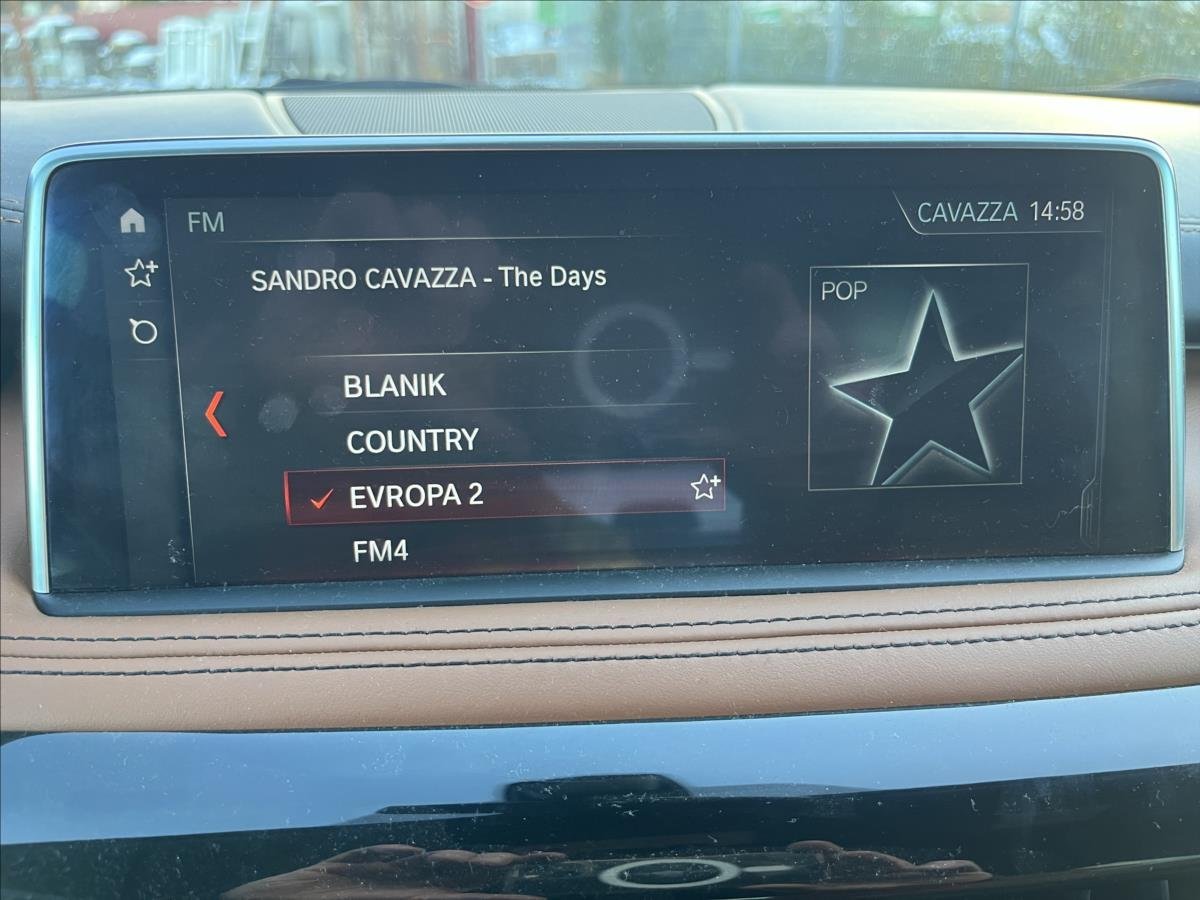 FM
CAVAZZA 14:58
SANDRO CAVAZZA - The Days
POP
BLANIK
COUNTRY
EVROPA 2
FM4